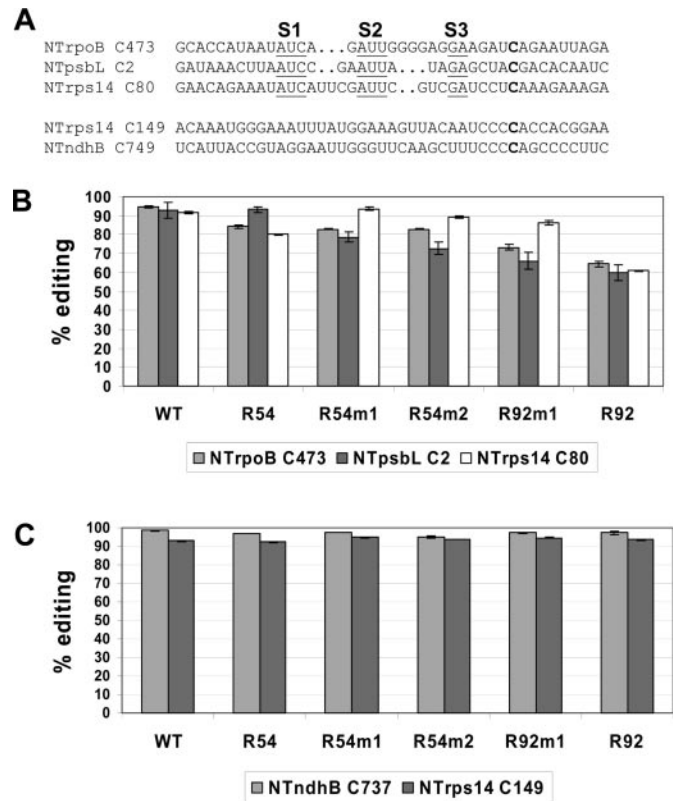 A
S1 S2 S3
NTrpoB C473 GCACCAUAAUAUCA...GAUUGGGGAGGAAGAUCAGAAUUAGA
NTpsbL C2 GAUAAACUUAAUCC..GAAUUA...UAGAGCUACGACACAAUC
NTrps14 C80 GAACAGAAAUAUCAUUCGAUUC..GUCGAUCCUCAAAGAAAGA
NTrps14 C149 ACAAAUGGGAAAUUUAUGGAAAGUUACAAUCCCCACCACGGAA
NTndhB C749 UCAUUACCGUAGGAAUUGGGUUCAAGCUUUCCCCAGCCCCUUC
B
% editing
100
90
80
70
60
50
40
30
20
10
0
WT R54 R54m1 R54m2 R92m1 R92
NTrpoB C473 NTpsbL C2 NTrps14 C80
C
% editing
100
90
80
70
60
50
40
30
20
10
0
WT R54 R54m1 R54m2 R92m1 R92
NTndhB C737 NTrps14 C149